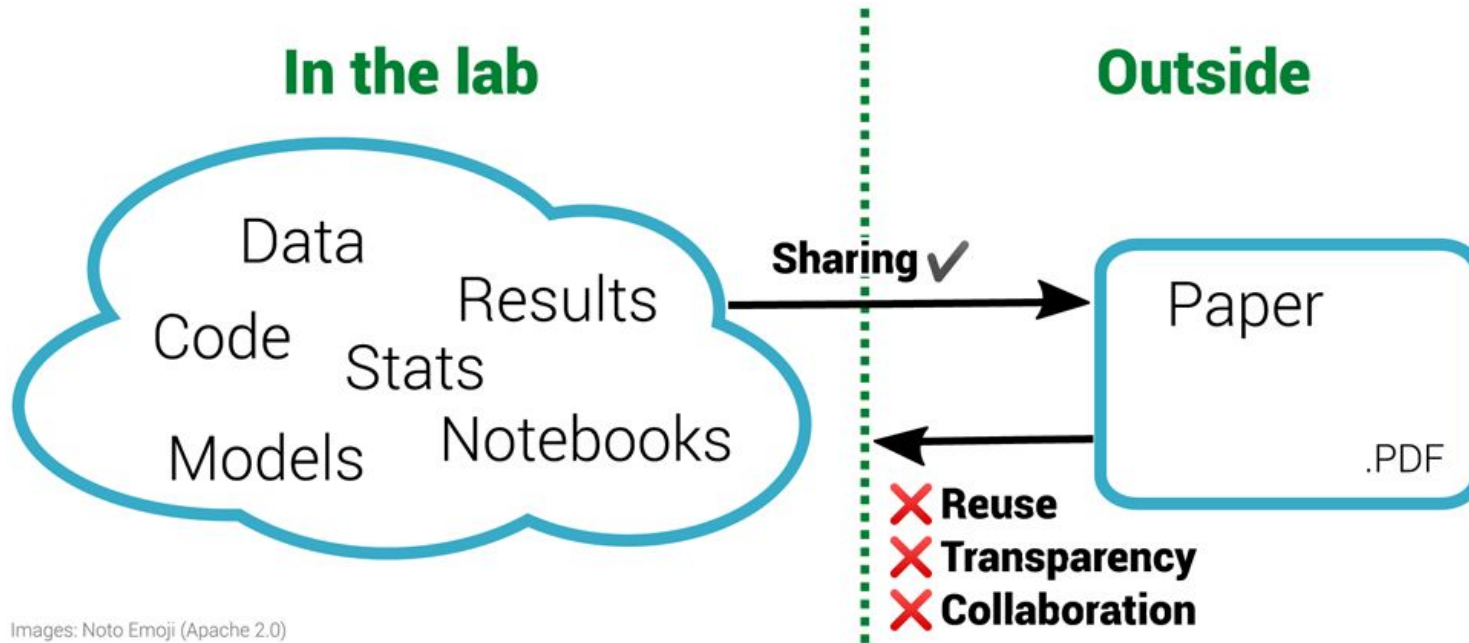 In the lab
Outside
Data
Results
Code
Stats
Models
Notebooks
Sharing ✔
Paper
.PDF
❌ Reuse
❌ Transparency
❌ Collaboration
Images: Noto Emoji (Apache 2.0)